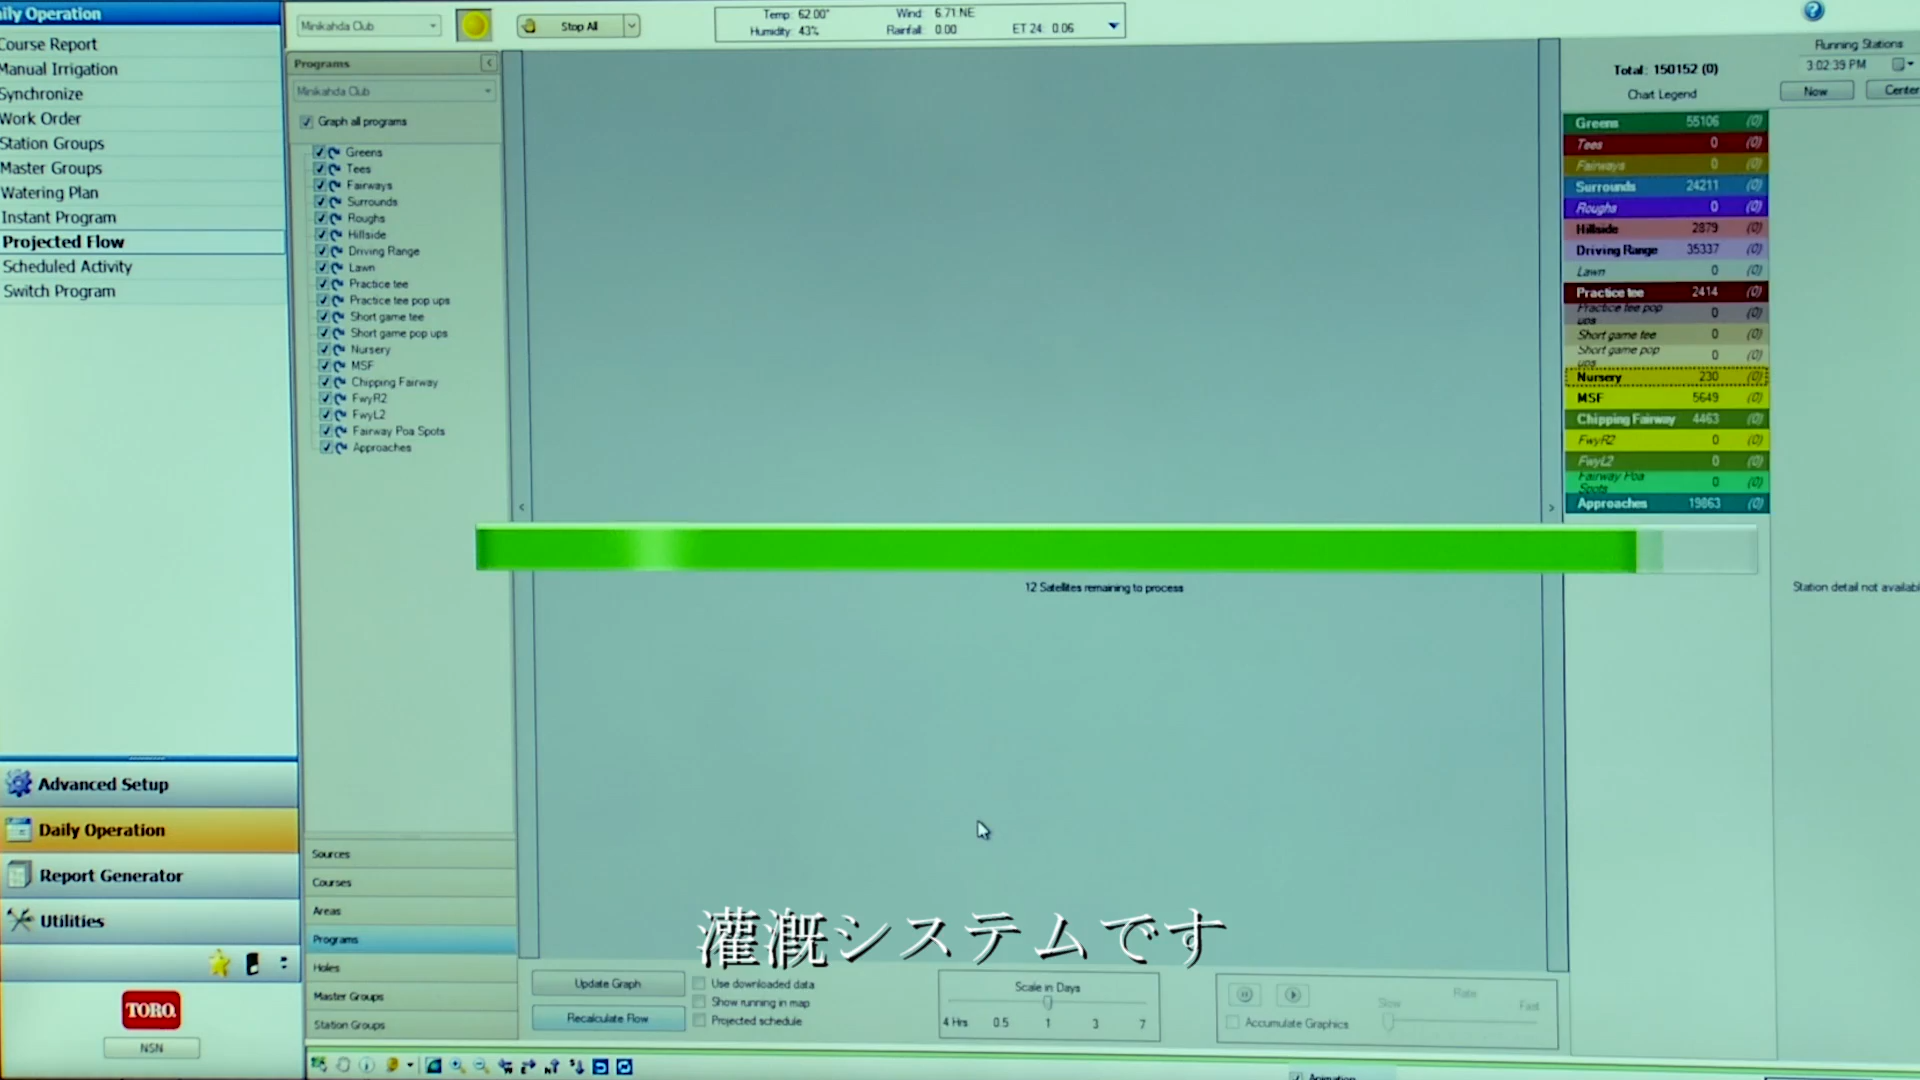 ily Operation
Course Report
Manual Irrigation
Synchronize
Work Order
Station Groups
Master Groups
Watering Plan
Instant Program
Projected Flow
Scheduled Activity
Switch Program
Advanced Setup
Daily Operation
Report Generator
Utilities
TORO.
NSN
Minikahda Club
Stop All
Temp: 62.00°
Wind: 6.71 NE
Humidity: 43%
Rainfall: 0.00
ET 24: 0.06
Programs
Minikahda Club
Graph all programs
Greens
Tees
Fairways
Surrounds
Roughs
Hillside
Driving Range
Lawn
Practice tee
Practice tee pop ups
Short game tee
Short game pop ups
Nursery
MSF
Chipping Fairway
FwyR2
FwyL2
Fairway Poa Spots
Approaches
Sources
Courses
Areas
Programs
Holes
Master Groups
Station Groups
12 Satellites remaining to process
灌漑システムです
Update Graph
Recalculate Flow
Use downloaded data
Show running in map
Projected schedule
Scale in Days
4 Hrs 0.5 1 3 7
Rate
Slow
Fast
Accumulate Graphics
Animation
Total: 150152 (0)
Chart Legend
Greens 55106 (0)
Tees 0 (0)
Fairways 0 (0)
Surrounds 24211 (0)
Roughs 0 (0)
Hillside 2879 (0)
Driving Range 35337 (0)
Lawn 0 (0)
Practice tee 2414 (0)
Practice tee pop ups 0 (0)
Short game tee 0 (0)
Short game pop ups 0 (0)
Nursery 230 (0)
MSF 5649 (0)
Chipping Fairway 4463 (0)
FwyR2 0 (0)
FwyL2 0 (0)
Fairway Poa Spots 0 (0)
Approaches 19863 (0)
Running Stations
3:02:39 PM
Now
Center
Station detail not availabl